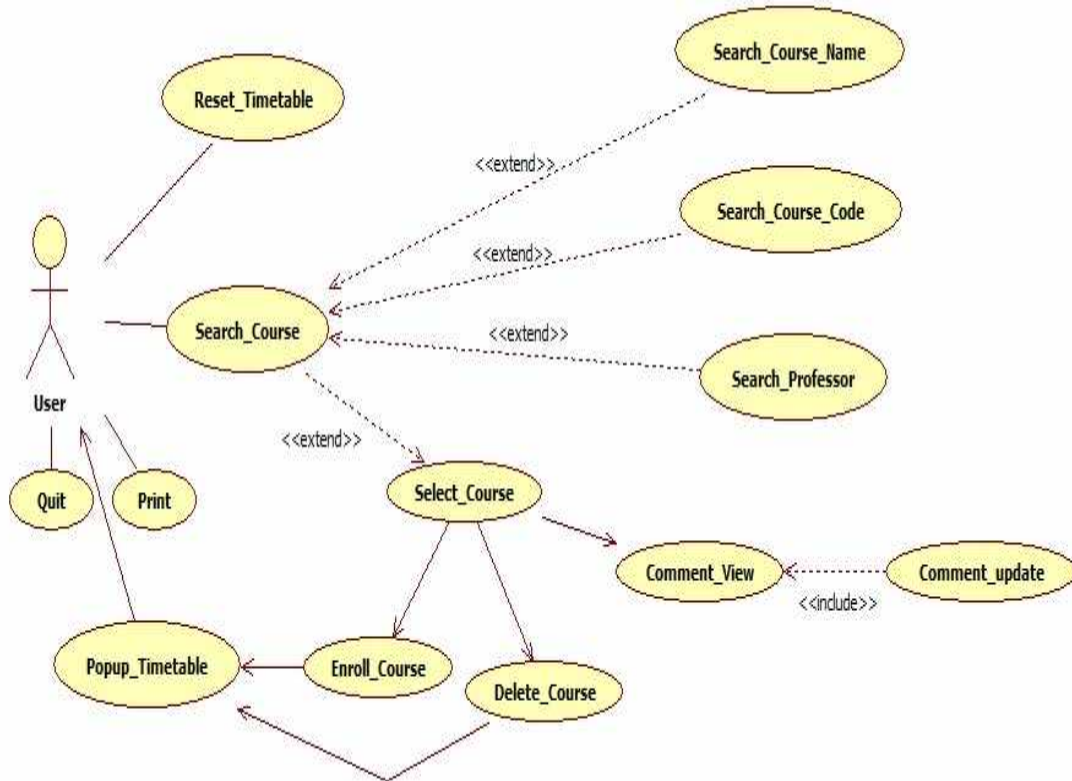 Search_Course_Name
Reset_Timetable
<<extend>>
Search_Course_Code
<<extend>>
Search_Course
<<extend>>
Search_Professor
User
<<extend>>
Quit
Print
Select_Course
Comment_View
Comment_update
<<include>>
Popup_Timetable
Enroll_Course
Delete_Course